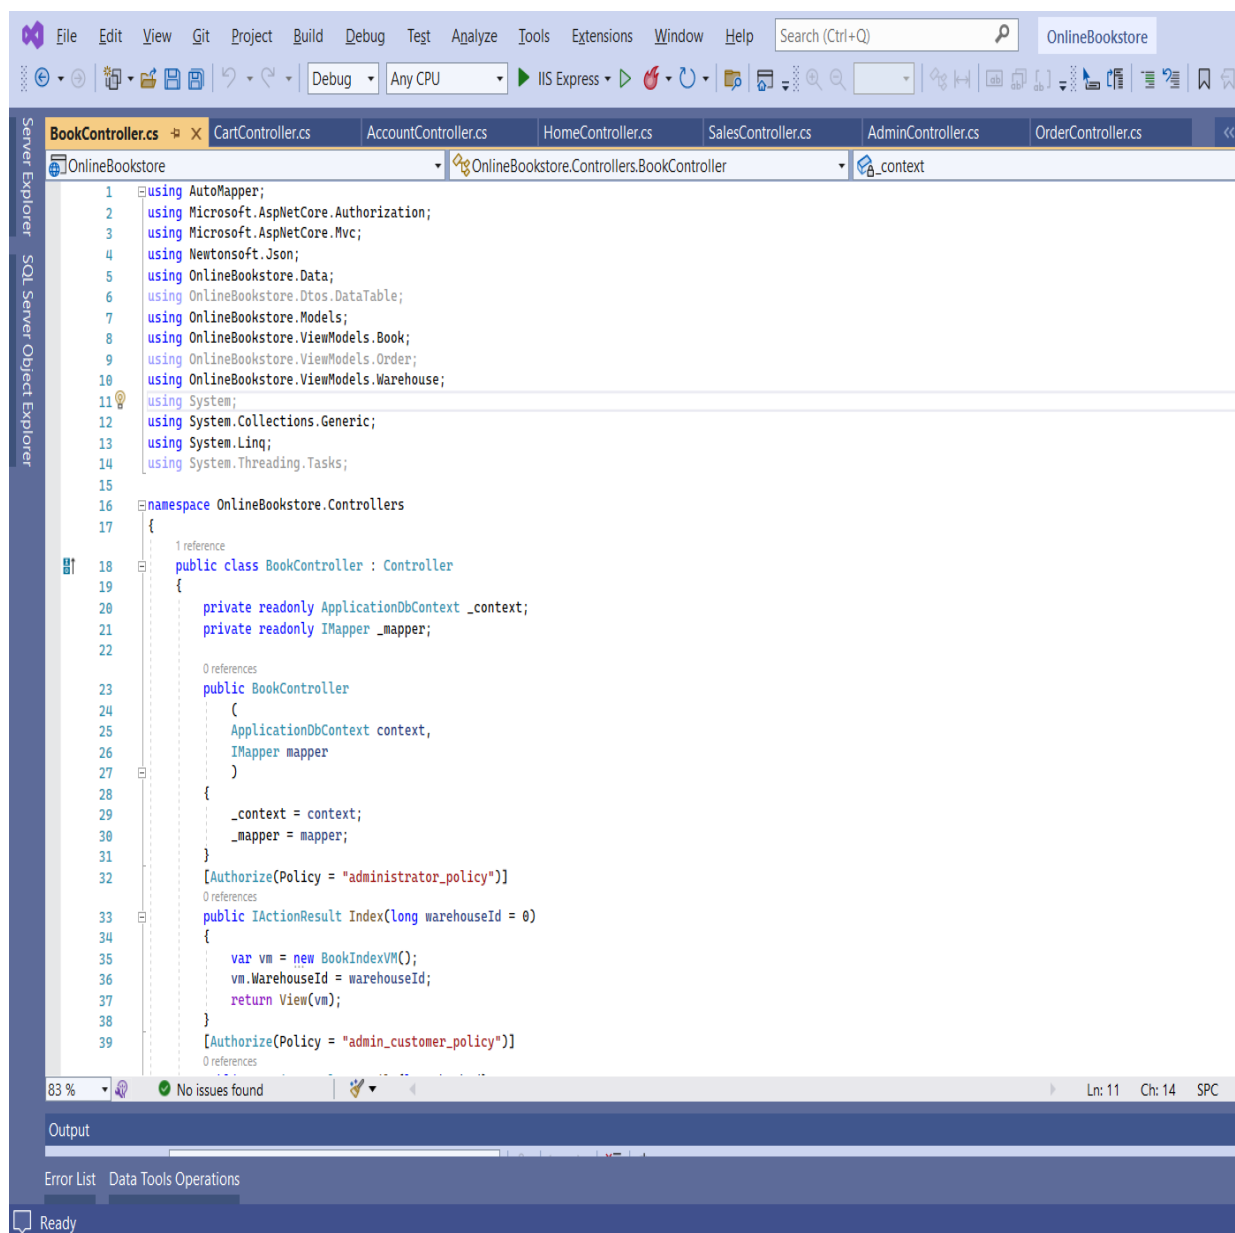 File Edit View Git Project Build Debug Test Analyze Tools Extensions Window Help Search (Ctrl+Q) OnlineBookstore
Debug Any CPU IIS Express
Server Explorer
SQL Server Object Explorer
BookController.cs CartController.cs AccountController.cs HomeController.cs SalesController.cs AdminController.cs OrderController.cs
OnlineBookstore OnlineBookstore.Controllers.BookController _context
1 using AutoMapper;
2 using Microsoft.AspNetCore.Authorization;
3 using Microsoft.AspNetCore.Mvc;
4 using Newtonsoft.Json;
5 using OnlineBookstore.Data;
6 using OnlineBookstore.Dtos.DataTable;
7 using OnlineBookstore.Models;
8 using OnlineBookstore.ViewModels.Book;
9 using OnlineBookstore.ViewModels.Order;
10 using OnlineBookstore.ViewModels.Warehouse;
11 using System;
12 using System.Collections.Generic;
13 using System.Linq;
14 using System.Threading.Tasks;
15
16 namespace OnlineBookstore.Controllers
17 {
1 reference
18 public class BookController : Controller
19 {
20 private readonly ApplicationDbContext _context;
21 private readonly IMapper _mapper;
22
0 references
23 public BookController
24 (
25 ApplicationDbContext context,
26 IMapper mapper
27 )
28 {
29 _context = context;
30 _mapper = mapper;
31 }
32 [Authorize(Policy = "administrator_policy")]
0 references
33 public IActionResult Index(long warehouseId = 0)
34 {
35 var vm = new BookIndexVM();
36 vm.WarehouseId = warehouseId;
37 return View(vm);
38 }
39 [Authorize(Policy = "admin_customer_policy")]
0 references
83 % No issues found Ln: 11 Ch: 14 SPC
Output
Error List Data Tools Operations
Ready